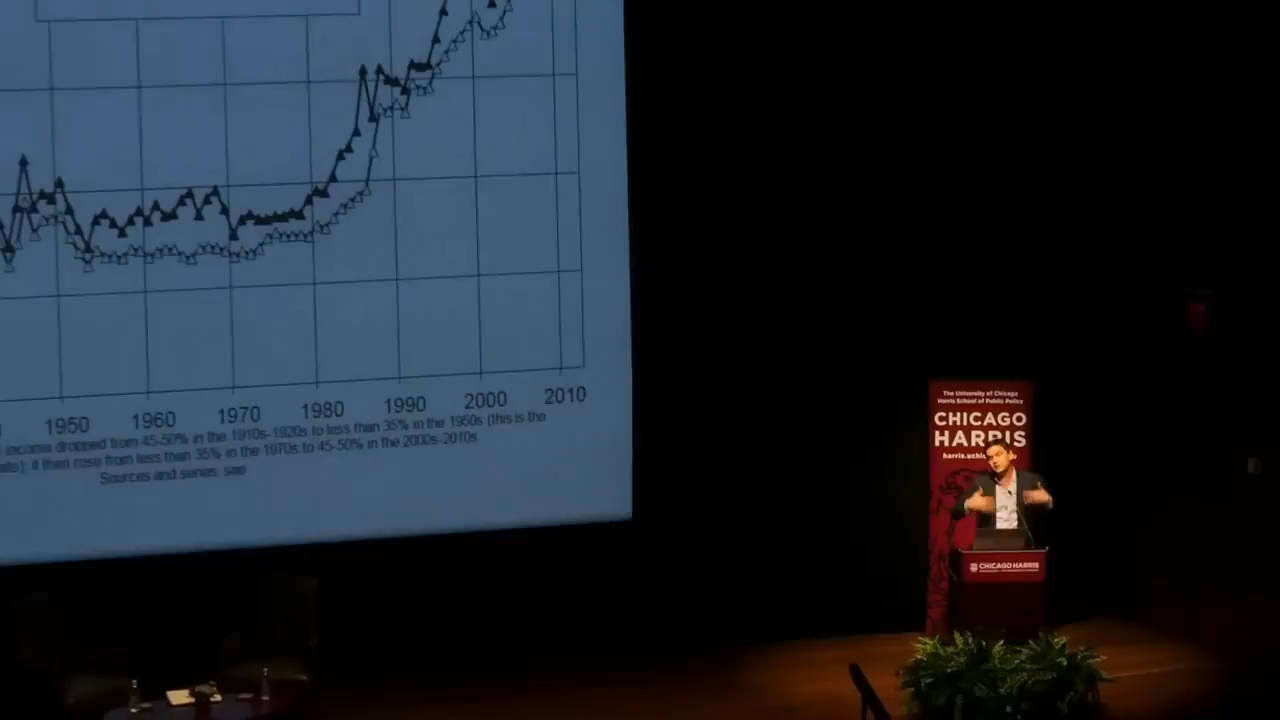 1950 1960 1970 1980 1990 2000 2010
income dropped from 45-50% in the 1910s-1920s to less than 35% in the 1950s (this is the
it then rose from less than 35% in the 1970s to 45-50% in the 2000s-2010s
Sources and series: see
The University of Chicago
Harris School of Public Policy
CHICAGO
HARRIS
CHICAGO HARRIS